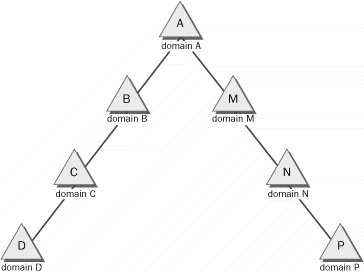 A
domain A
B
M
domain B
domain M
C
N
domain C
domain N
D
P
domain D
domain P